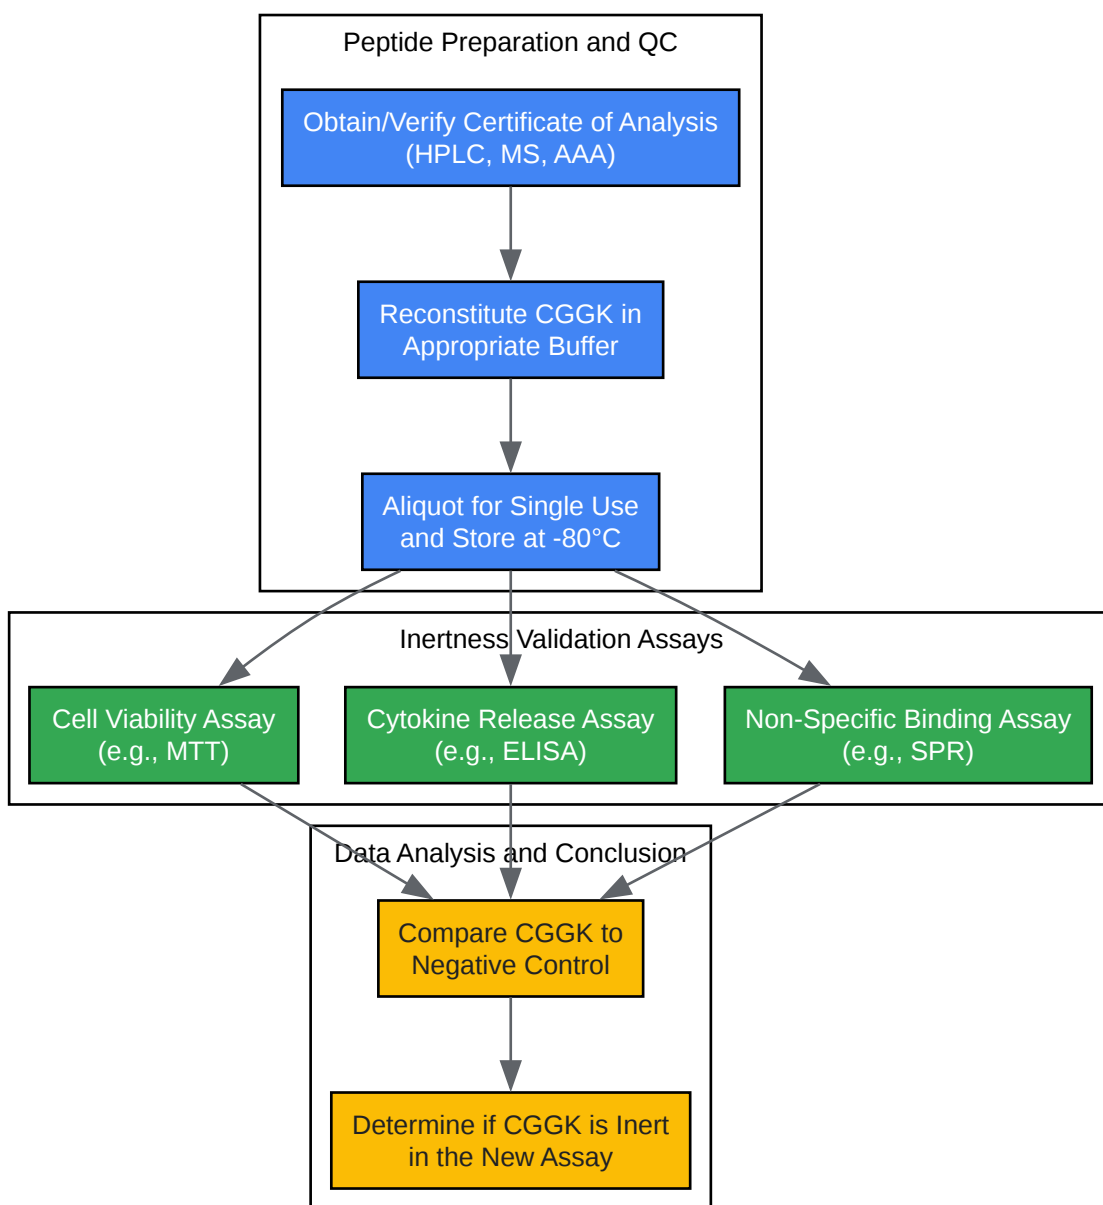 Peptide Preparation and QC
Obtain/Verify Certificate of Analysis
(HPLC, MS, AAA)
Reconstitute CGGK in
Appropriate Buffer
Aliquot for Single Use
and Store at -80°C
Inertness Validation Assays
Cell Viability Assay
(e.g., MTT)
Cytokine Release Assay
(e.g., ELISA)
Non-Specific Binding Assay
(e.g., SPR)
Data Analysis and Conclusion
Compare CGGK to
Negative Control
Determine if CGGK is Inert
in the New Assay